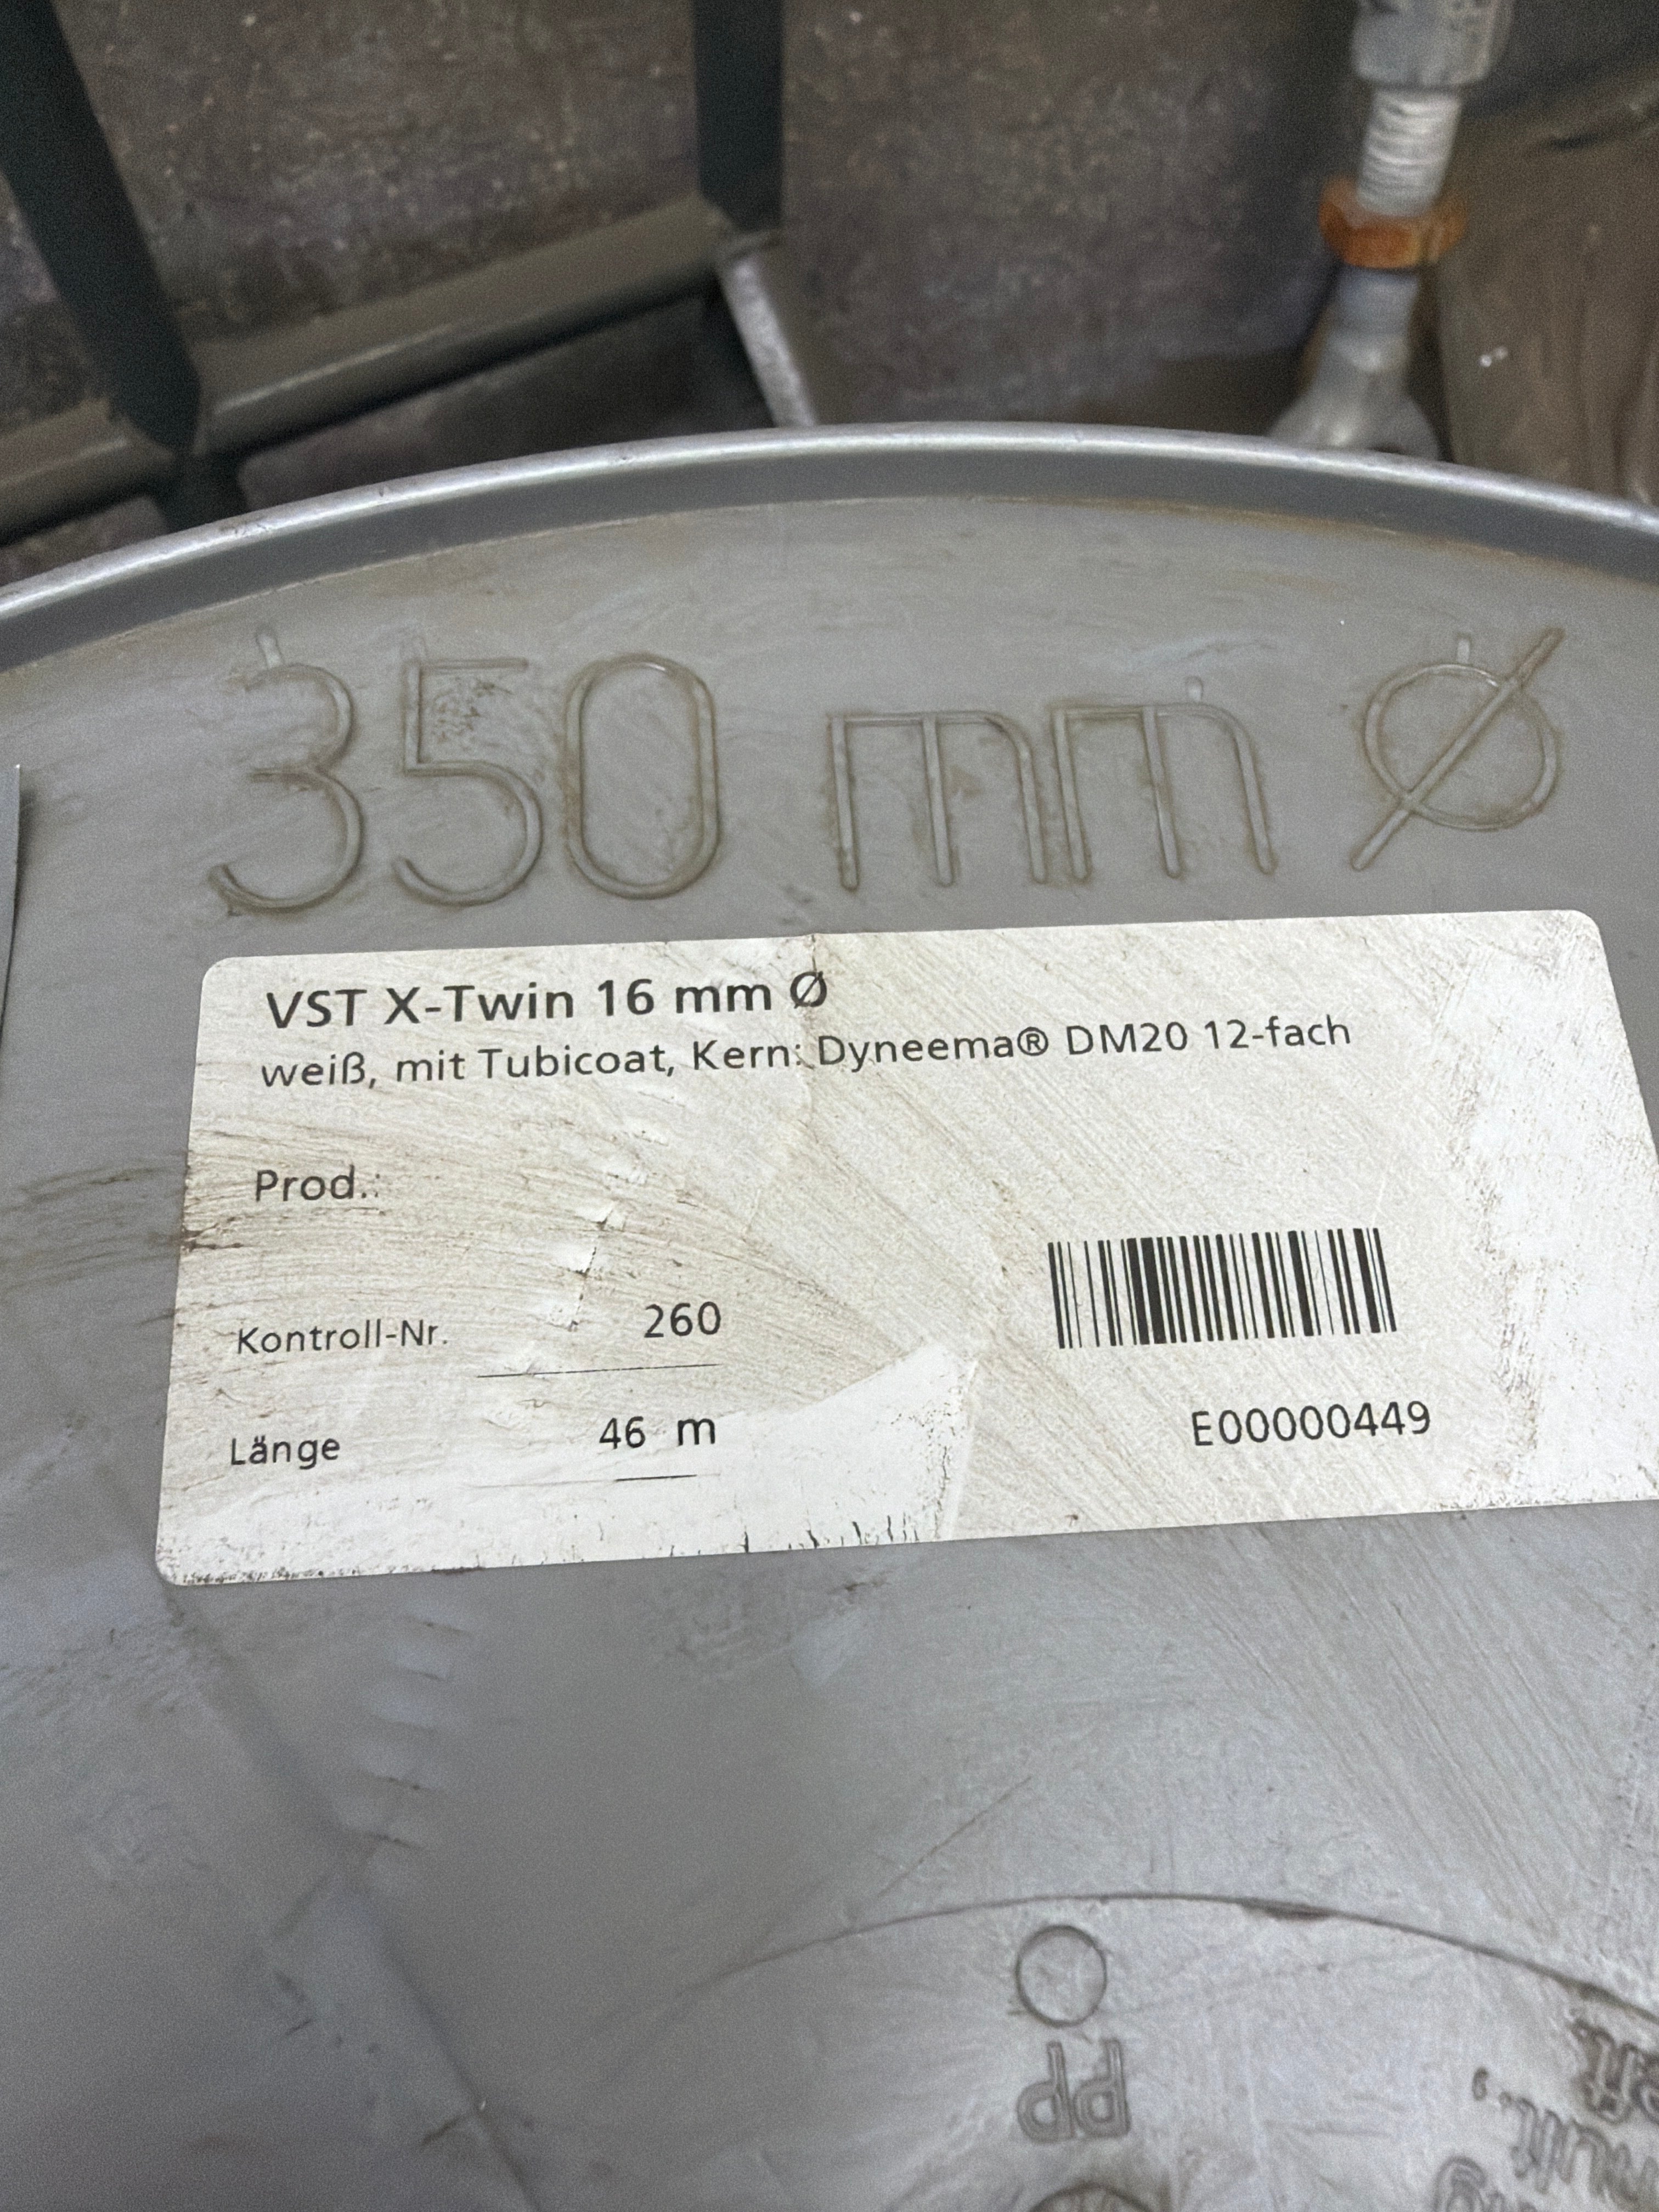 350 mm Ø
VST X-Twin 16 mm Ø
weiß, mit Tubicoat, Kern: Dyneema® DM20 12-fach
Prod.:
Kontroll-Nr. 260
Länge 46 m
E00000449
PP